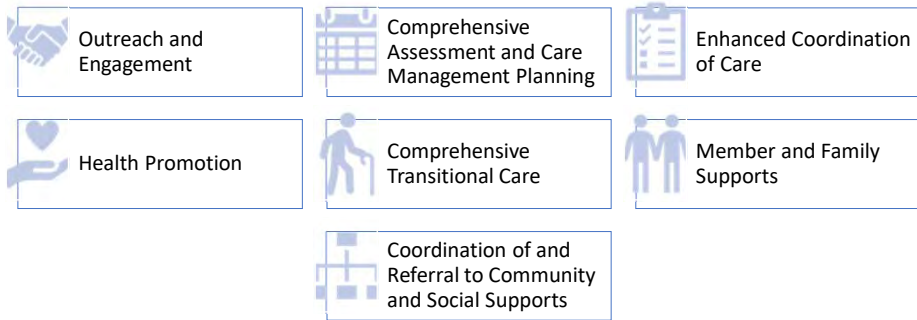 Outreach and
Engagement
Comprehensive
Assessment and Care
Management Planning
Enhanced Coordination
of Care
Health Promotion
Comprehensive
Transitional Care
Member and Family
Supports
Coordination of and
Referral to Community
and Social Supports